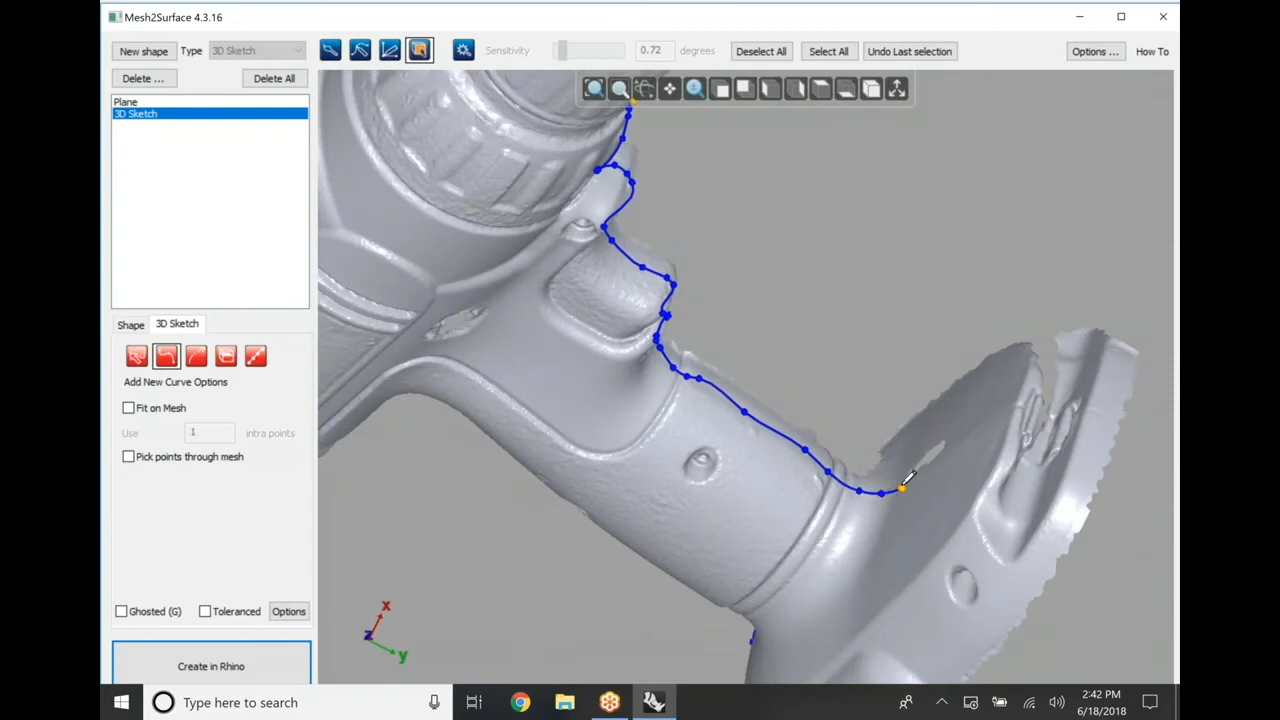 Mesh2Surface 4.3.16
New shape Type 3D Sketch Sensitivity 0.72 degrees Deselect All Select All Undo Last selection Options ... How To
Delete ... Delete All
Plane
3D Sketch
Shape 3D Sketch
Add New Curve Options
Fit on Mesh
Use 1 intra points
Pick points through mesh
Ghosted (G) Toleranced Options
Create in Rhino
x
z
y
Type here to search
2:42 PM
6/18/2018